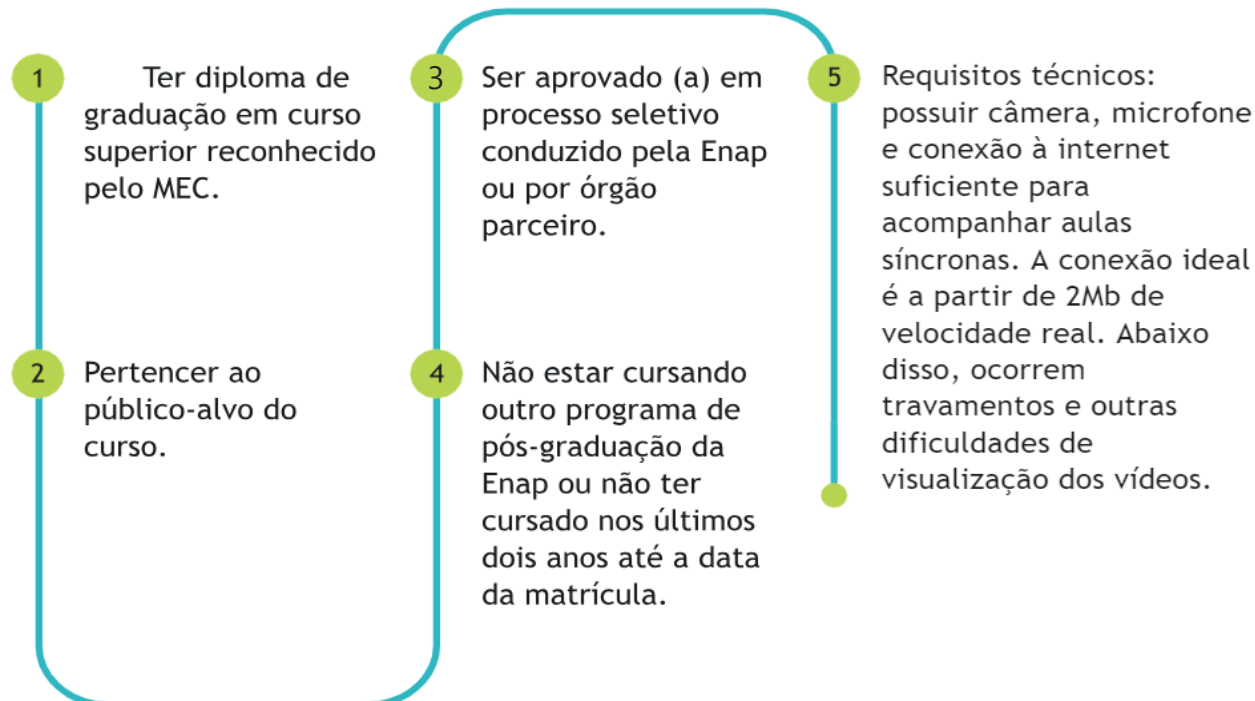 1
Ter diploma de
graduação em curso
superior reconhecido
pelo MEC.
2
Pertencer ao
público-alvo do
curso.
3
Ser aprovado (a) em
processo seletivo
conduzido pela Enap
ou por órgão
parceiro.
4
Não estar cursando
outro programa de
pós-graduação da
Enap ou não ter
cursado nos últimos
dois anos até a data
da matrícula.
5
Requisitos técnicos:
possuir câmera, microfone
e conexão à internet
suficiente para
acompanhar aulas
síncronas. A conexão ideal
é a partir de 2Mb de
velocidade real. Abaixo
disso, ocorrem
travamentos e outras
dificuldades de
visualização dos vídeos.